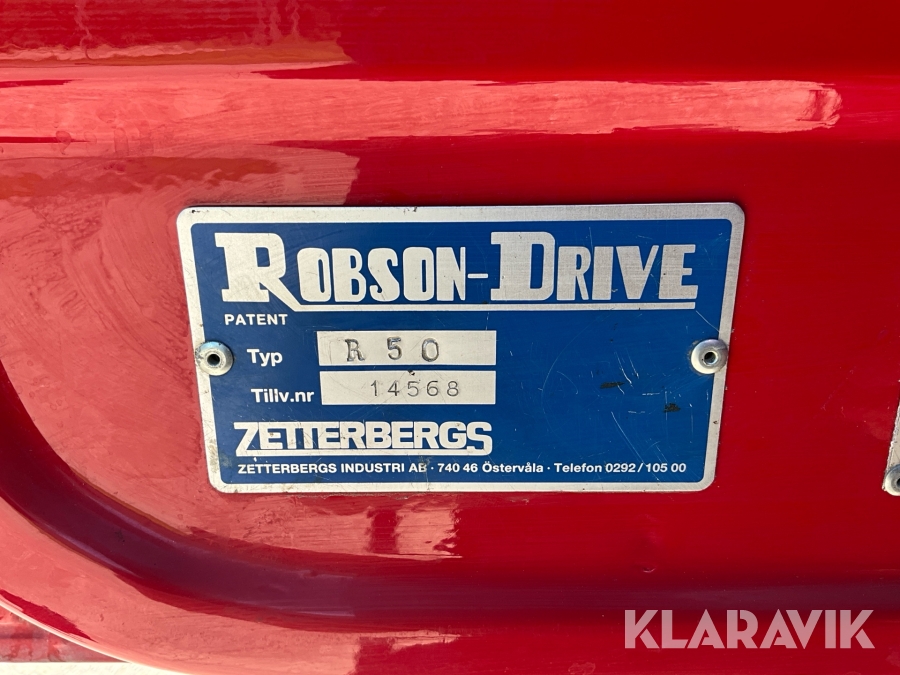 ROBSON-DRIVE
PATENT
Typ R 50
Tillv.nr 14568
ZETTERBERGS
ZETTERBERGS INDUSTRI AB · 740 46 Östervåla · Telefon 0292/105 00
KLARAVIK